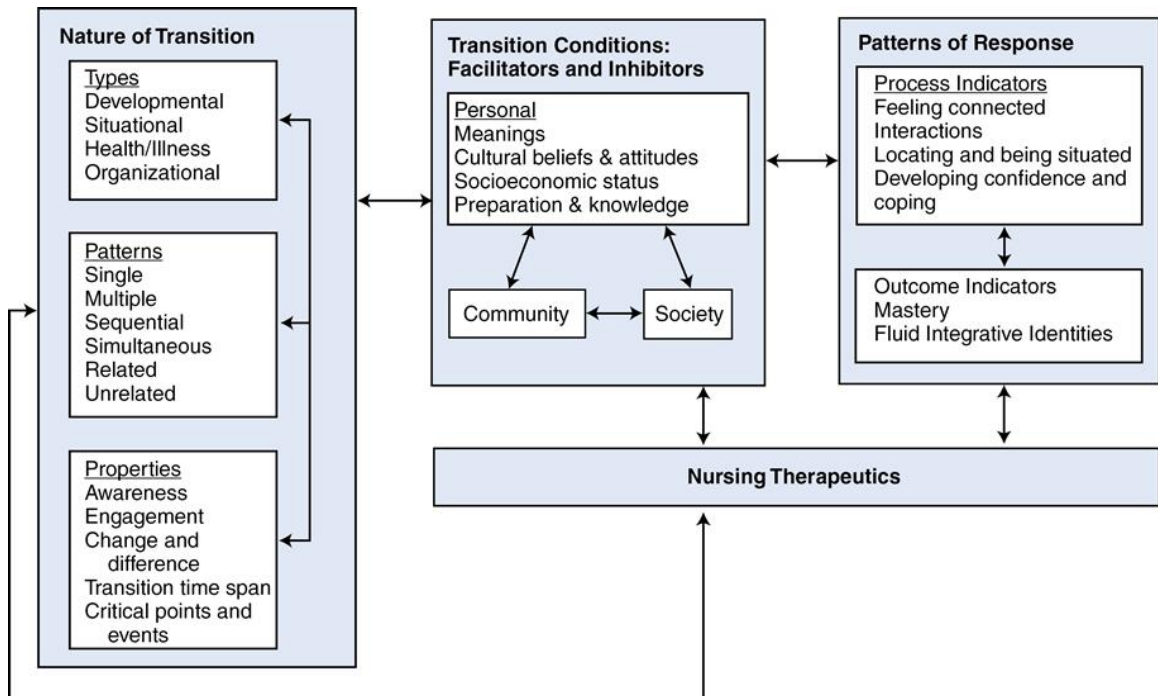 Nature of Transition
Types
Developmental
Situational
Health/Illness
Organizational
Patterns
Single
Multiple
Sequential
Simultaneous
Related
Unrelated
Properties
Awareness
Engagement
Change and
difference
Transition time span
Critical points and
events
Transition Conditions:
Facilitators and Inhibitors
Personal
Meanings
Cultural beliefs & attitudes
Socioeconomic status
Preparation & knowledge
Community
Society
Patterns of Response
Process Indicators
Feeling connected
Interactions
Locating and being situated
Developing confidence and
coping
Outcome Indicators
Mastery
Fluid Integrative Identities
Nursing Therapeutics